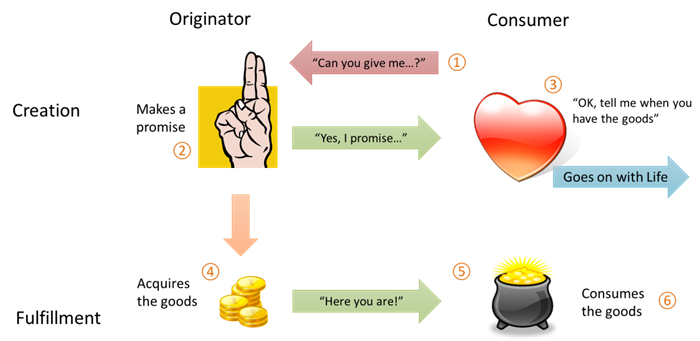 Originator
Consumer
“Can you give me…?”
①
③
Creation
Makes a
promise
②
“Yes, I promise…”
“OK, tell me when you
have the goods”
Goes on with Life
④
Acquires
the goods
“Here you are!”
⑤
Consumes
the goods
⑥
Fulfillment